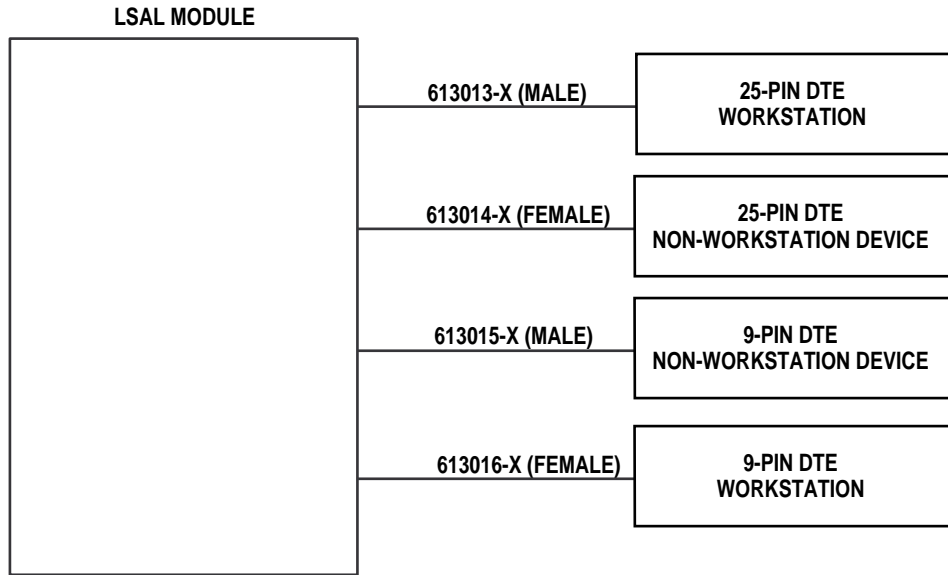 LSAL MODULE
613013-X (MALE)
25-PIN DTE
WORKSTATION
613014-X (FEMALE)
25-PIN DTE
NON-WORKSTATION DEVICE
613015-X (MALE)
9-PIN DTE
NON-WORKSTATION DEVICE
613016-X (FEMALE)
9-PIN DTE
WORKSTATION